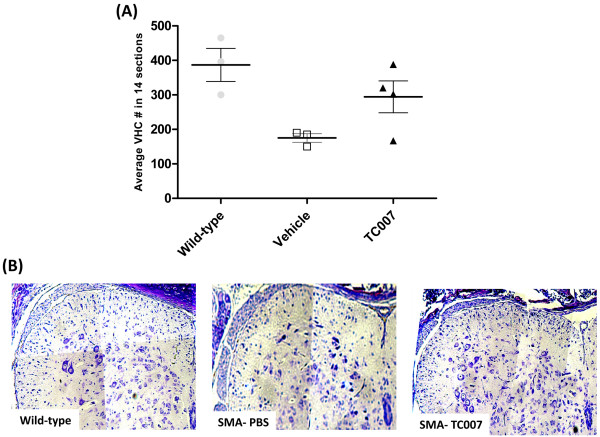 (A)
Average VHC # in 14 sections
500
400
300
200
100
0
Wild-type
Vehicle
TC007
(B)
Wild-type
SMA- PBS
SMA- TC007